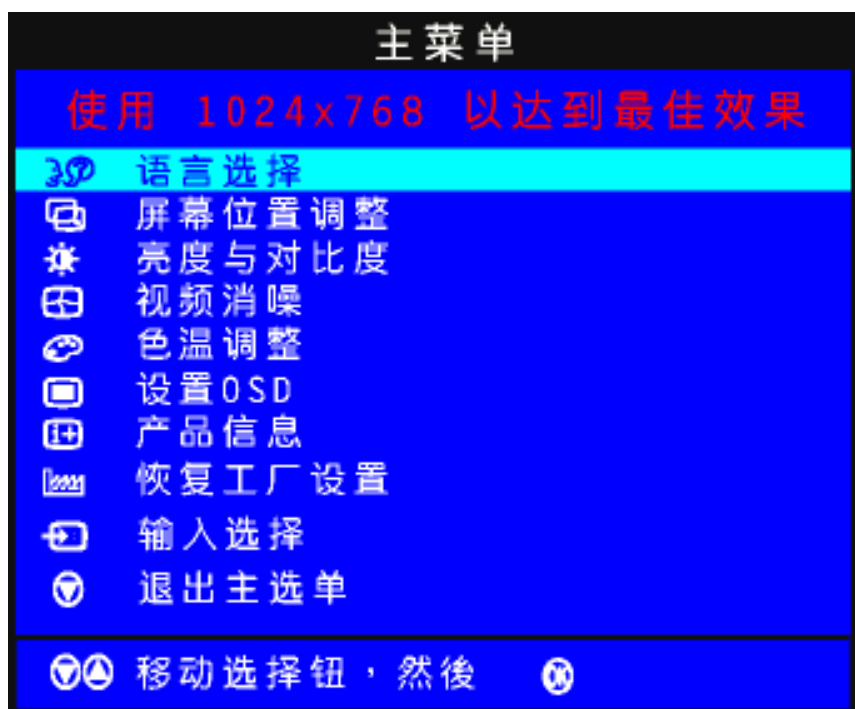 主菜单
使用 1024x768 以达到最佳效果
语言选择
屏幕位置调整
亮度与对比度
视频消噪
色温调整
设置OSD
产品信息
恢复工厂设置
输入选择
退出主选单
移动选择钮，然後 OK